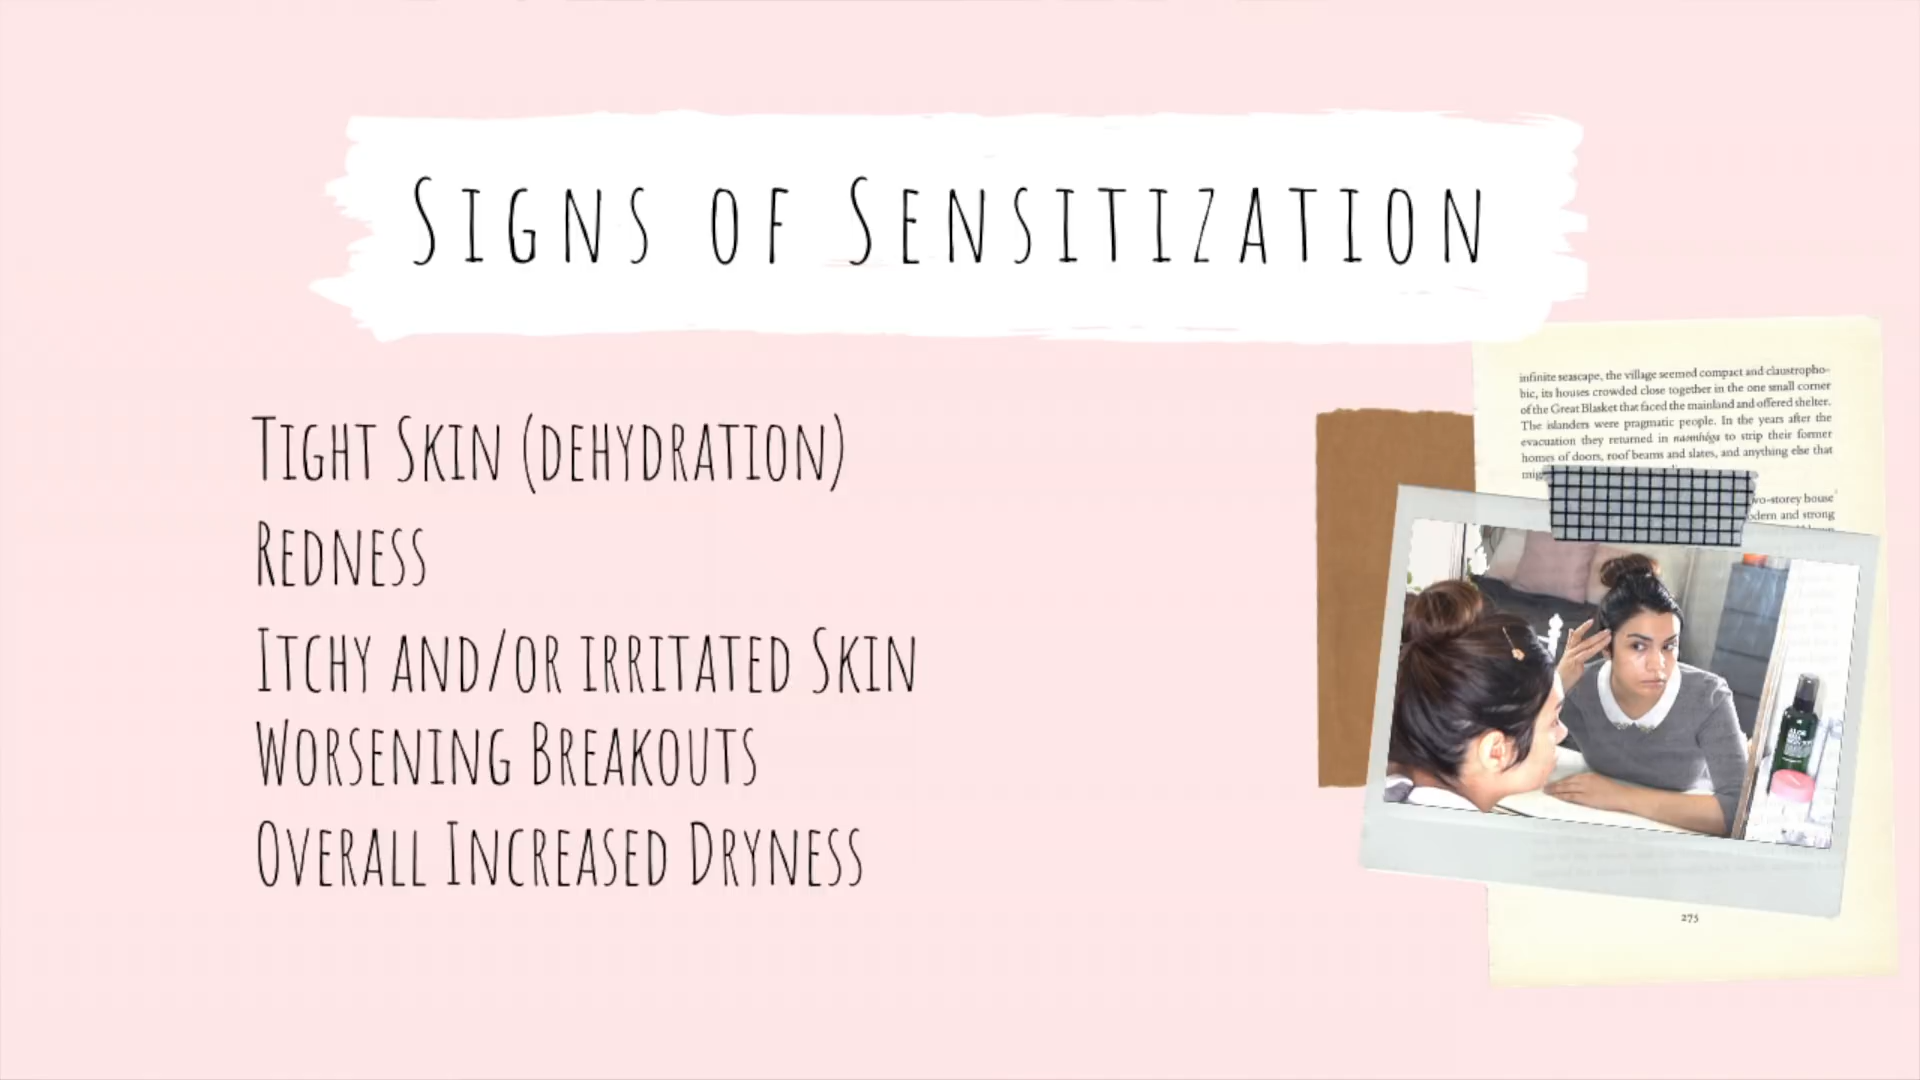 Signs of Sensitization
Tight Skin (dehydration)
Redness
Itchy and/or irritated Skin
Worsening Breakouts
Overall Increased Dryness
infinite seascape, the village seemed compact and claustropho-
bic, its houses crowded close together in the one small corner
of the Great Blasket that faced the mainland and offered shelter.
The islanders were pragmatic people. In the years after the
evacuation they returned in naomhóga to strip their former
homes of doors, roof beams and slates, and anything else that
mig
wo-storey house
dern and strong
ALOE
275